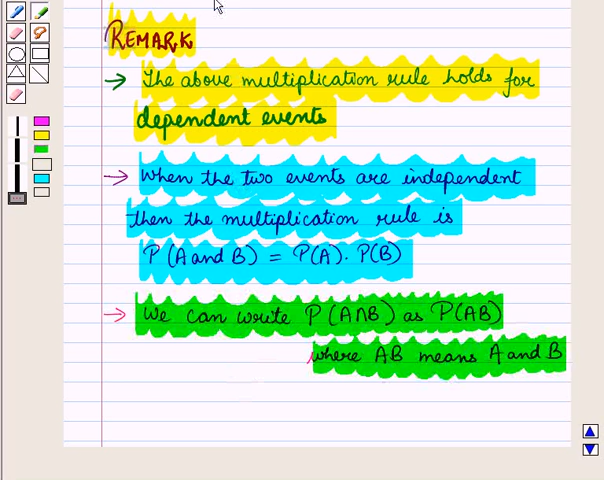 REMARK
→ The above multiplication rule holds for
dependent events
→ When the two events are independent
then the multiplication rule is
P(A and B) = P(A). P(B)
→ We can write P(A∩B) as P(AB)
where AB means A and B